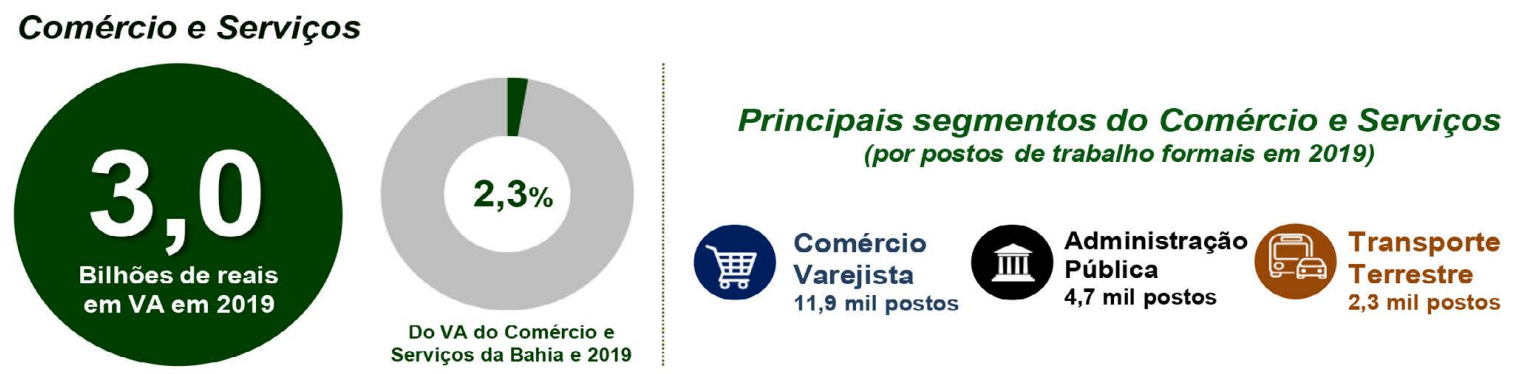 Comércio e Serviços
3,0
Bilhões de reais
em VA em 2019
2,3%
Do VA do Comércio e
Serviços da Bahia e 2019
Principais segmentos do Comércio e Serviços
(por postos de trabalho formais em 2019)
Comércio
Varejista
11,9 mil postos
Administração
Pública
4,7 mil postos
Transporte
Terrestre
2,3 mil postos